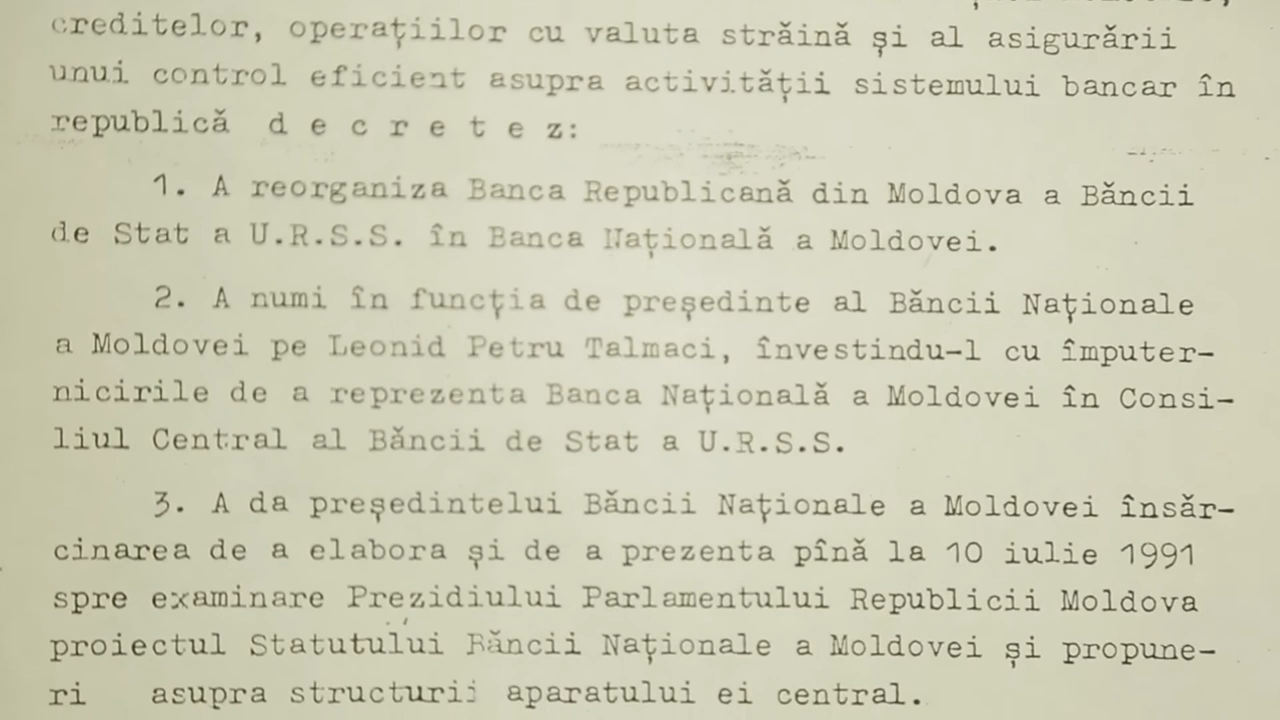 creditelor, operațiilor cu valuta străină și al asigurării
unui control eficient asupra activității sistemului bancar în
republică d e c r e t e z:
1. A reorganiza Banca Republicană din Moldova a Băncii
de Stat a U.R.S.S. în Banca Națională a Moldovei.
2. A numi în funcția de președinte al Băncii Naționale
a Moldovei pe Leonid Petru Talmaci, învestindu-l cu împuter-
nicirile de a reprezenta Banca Națională a Moldovei în Consi-
liul Central al Băncii de Stat a U.R.S.S.
3. A da președintelui Băncii Naționale a Moldovei însăr-
cinarea de a elabora și de a prezenta pînă la 10 iulie 1991
spre examinare Prezidiului Parlamentului Republicii Moldova
proiectul Statutului Băncii Naționale a Moldovei și propune-
ri asupra structurii aparatului ei central.